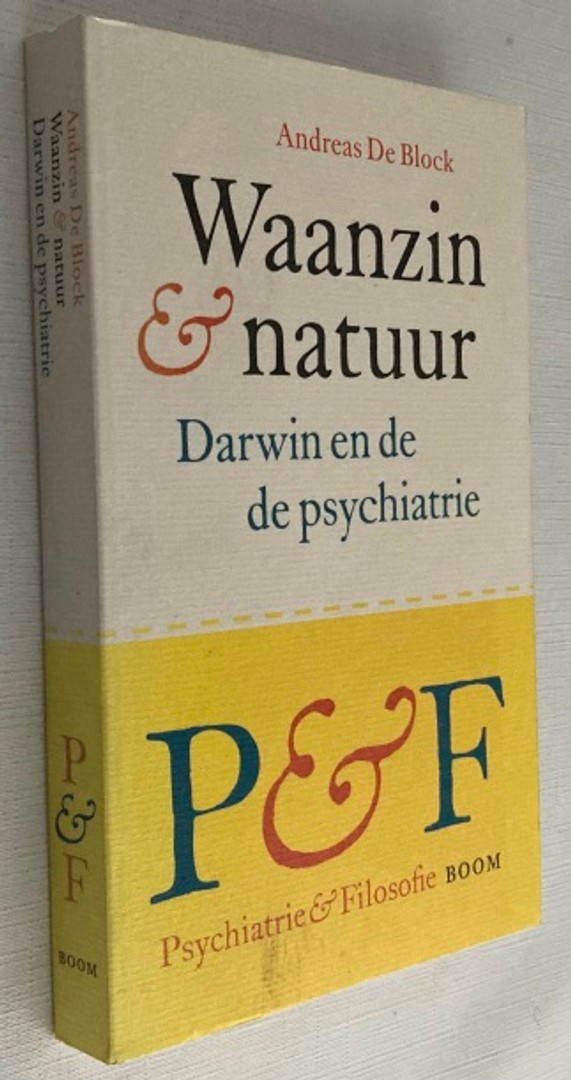 Andreas De Block
Waanzin
& natuur
Darwin en de
de psychiatrie
P&F
Psychiatrie & Filosofie BOOM
Andreas De Block
Waanzin & natuur
Darwin en de psychiatrie
P
&
F
BOOM